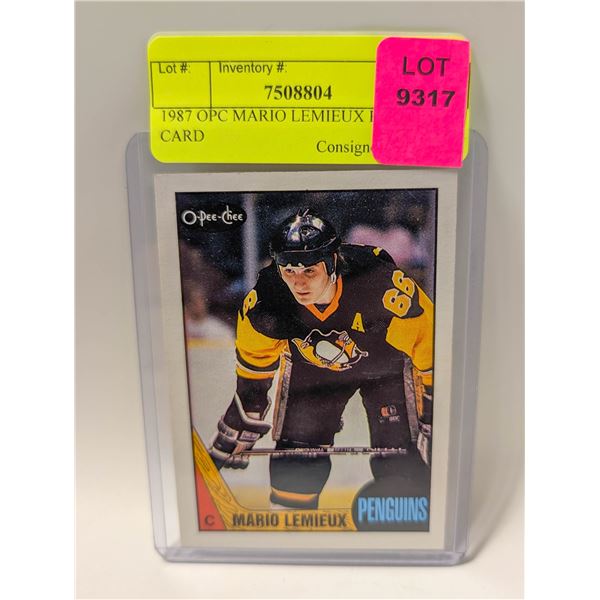 Lot #: Inventory #:
7508804
LOT
9317
1987 OPC MARIO LEMIEUX
CARD
O-Pee-Chee
66
A
C
MARIO LEMIEUX
PENGUINS